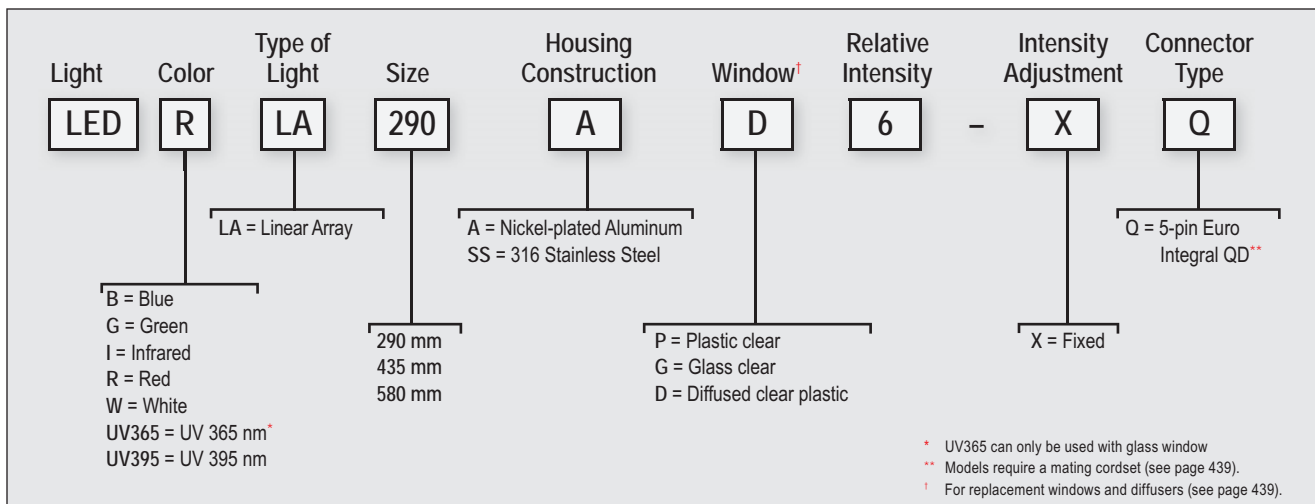 Light Color Type of Light Size Housing Construction Window† Relative Intensity Intensity Adjustment Connector Type
LED R LA 290 A D 6 – X Q
B = Blue
G = Green
I = Infrared
R = Red
W = White
UV365 = UV 365 nm*
UV395 = UV 395 nm
LA = Linear Array
290 mm
435 mm
580 mm
A = Nickel-plated Aluminum
SS = 316 Stainless Steel
P = Plastic clear
G = Glass clear
D = Diffused clear plastic
X = Fixed
Q = 5-pin Euro
Integral QD**
* UV365 can only be used with glass window
** Models require a mating cordset (see page 439).
† For replacement windows and diffusers (see page 439).